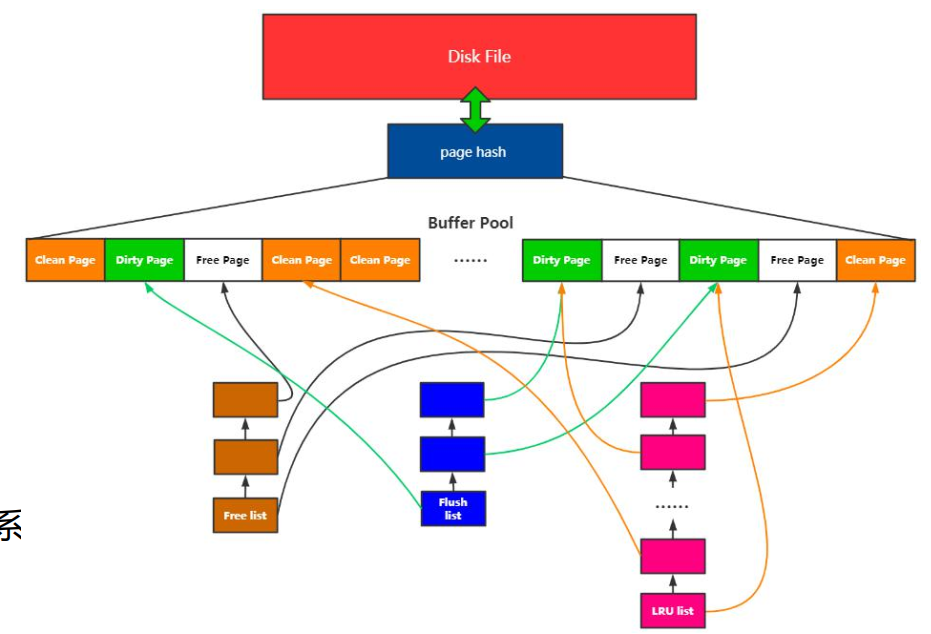 Disk File
page hash
Buffer Pool
Clean Page
Dirty Page
Free Page
Clean Page
Clean Page
......
Dirty Page
Free Page
Dirty Page
Free Page
Clean Page
Free list
Flush
list
......
LRU list
系